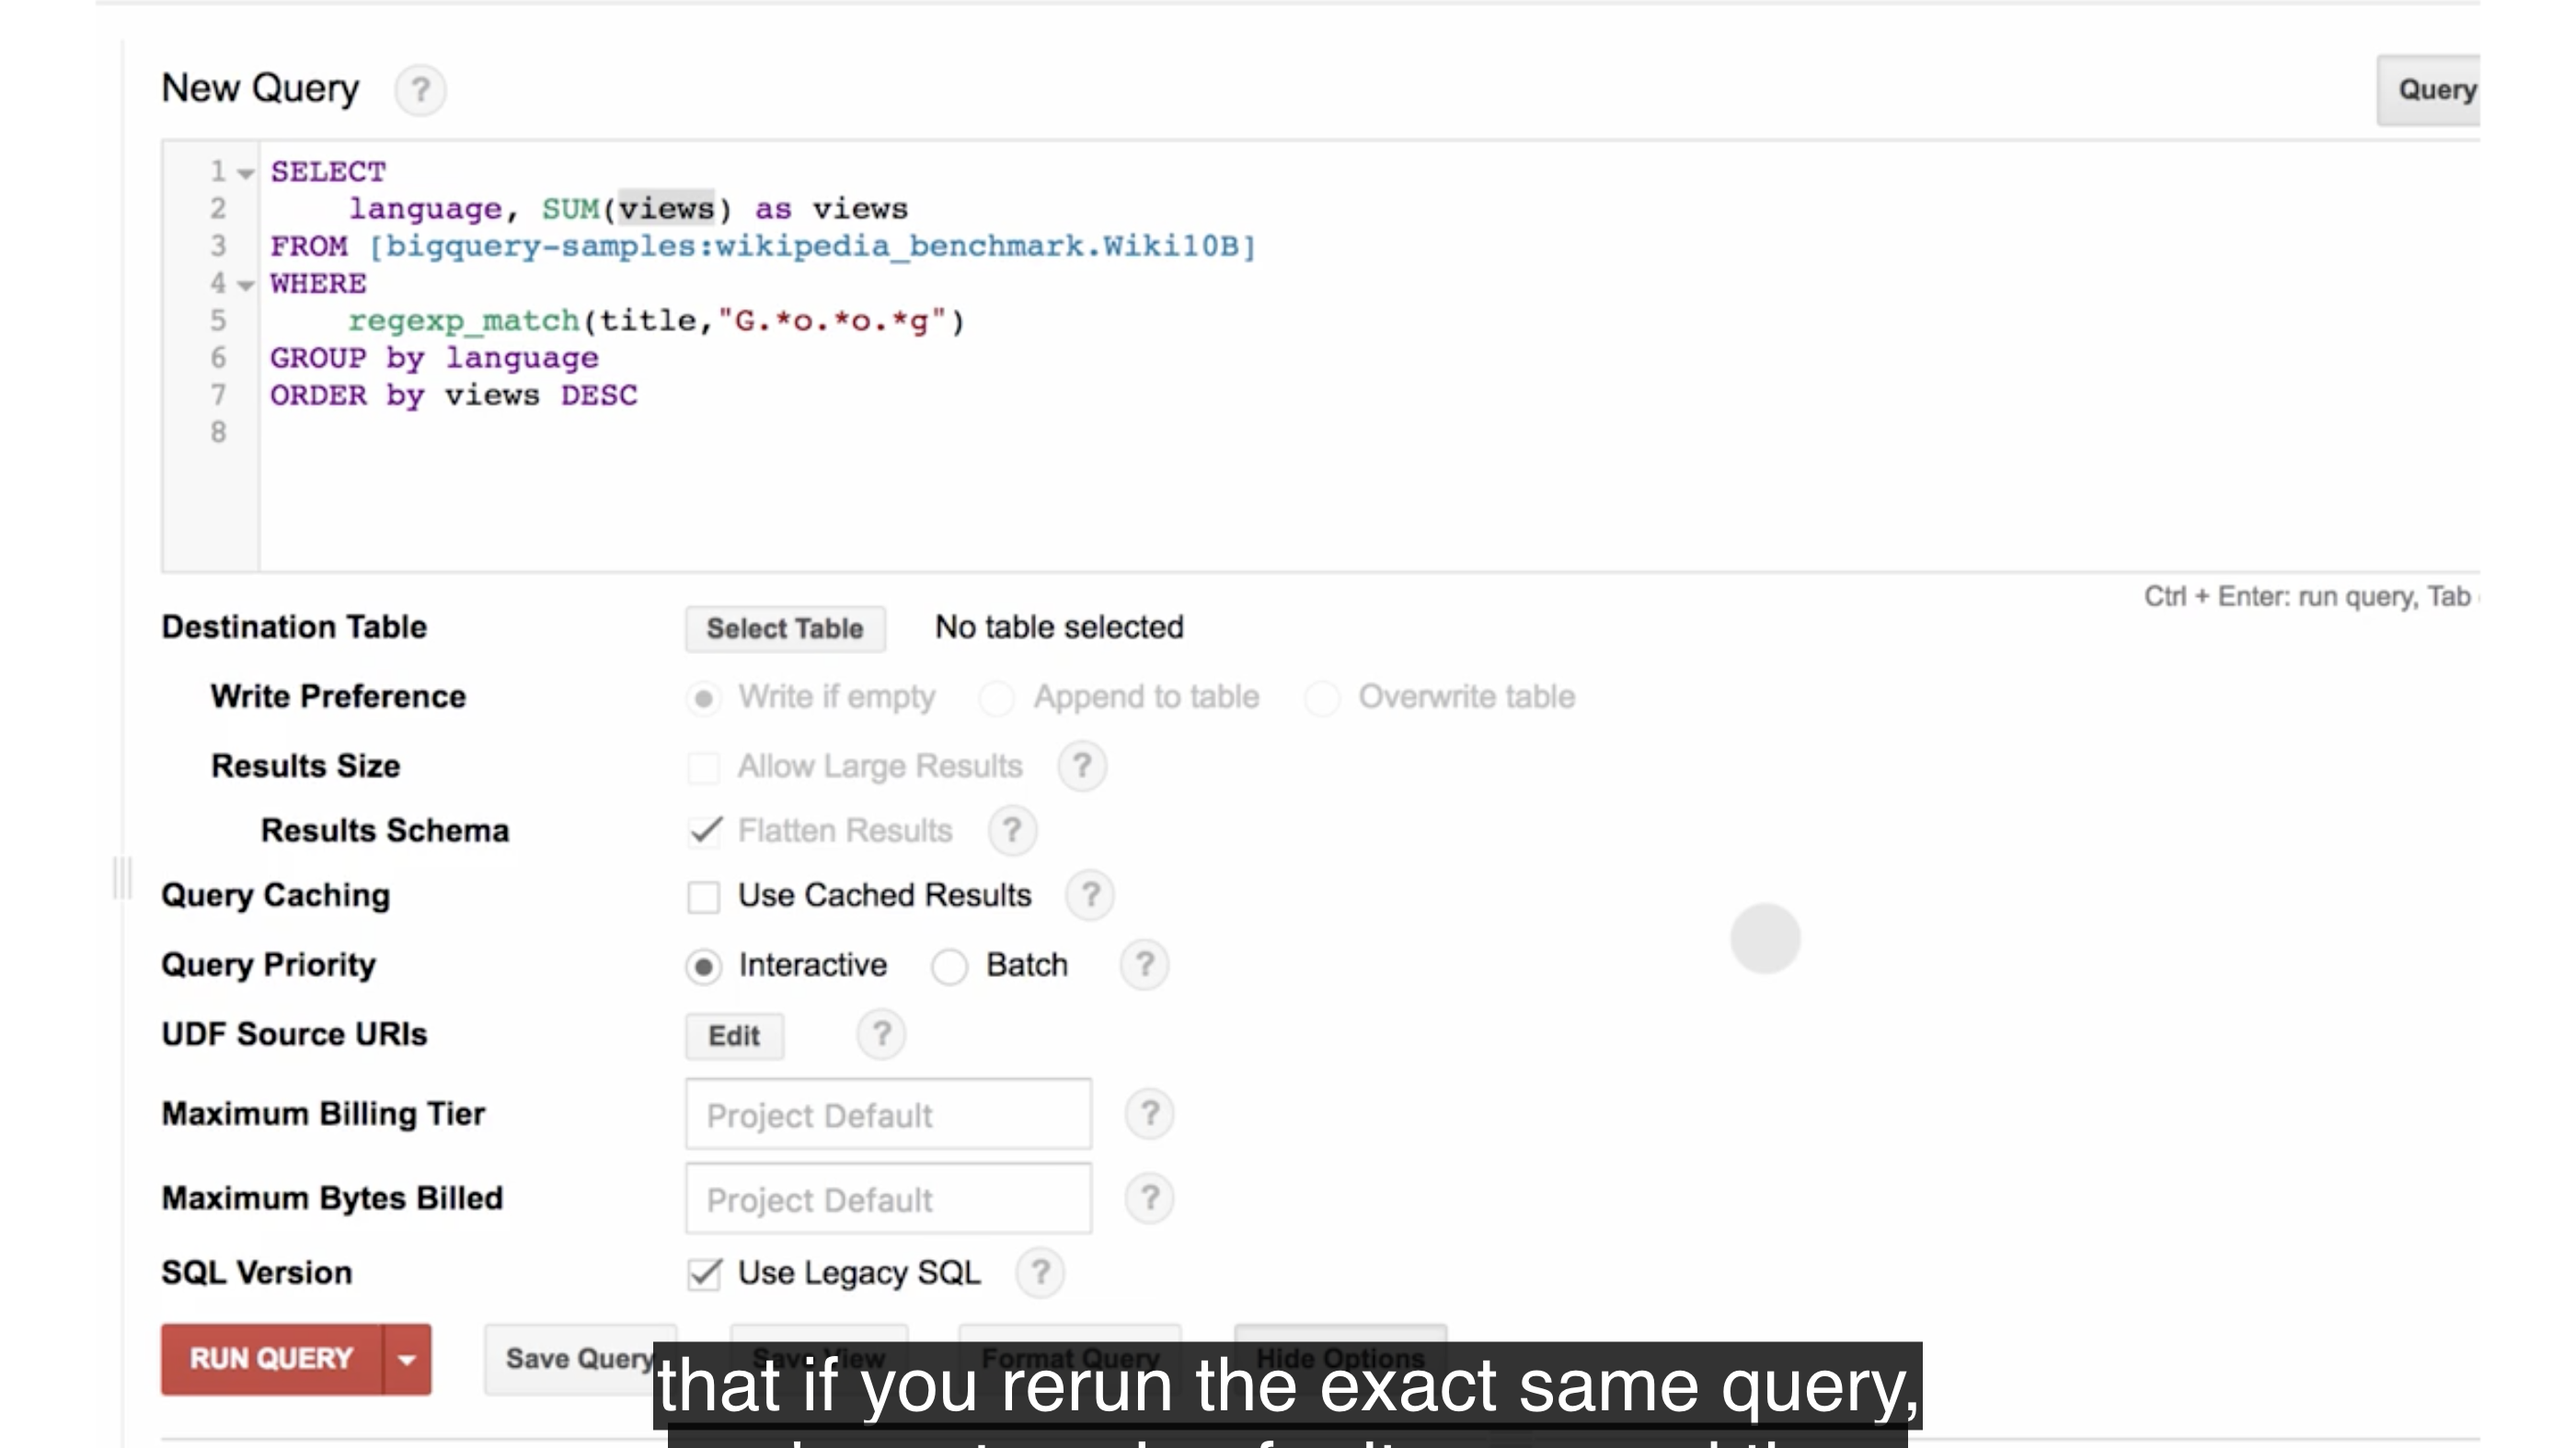 New Query ?
Query
1 SELECT
2 language, SUM(views) as views
3 FROM [bigquery-samples:wikipedia_benchmark.Wiki10B]
4 WHERE
5 regexp_match(title,"G.*o.*o.*g")
6 GROUP by language
7 ORDER by views DESC
8
Ctrl + Enter: run query, Tab
Destination Table Select Table No table selected
Write Preference Write if empty Append to table Overwrite table
Results Size Allow Large Results ?
Results Schema Flatten Results ?
Query Caching Use Cached Results ?
Query Priority Interactive Batch ?
UDF Source URIs Edit ?
Maximum Billing Tier Project Default ?
Maximum Bytes Billed Project Default ?
SQL Version Use Legacy SQL ?
RUN QUERY Save Query Save View Format Query Hide Options
that if you rerun the exact same query,